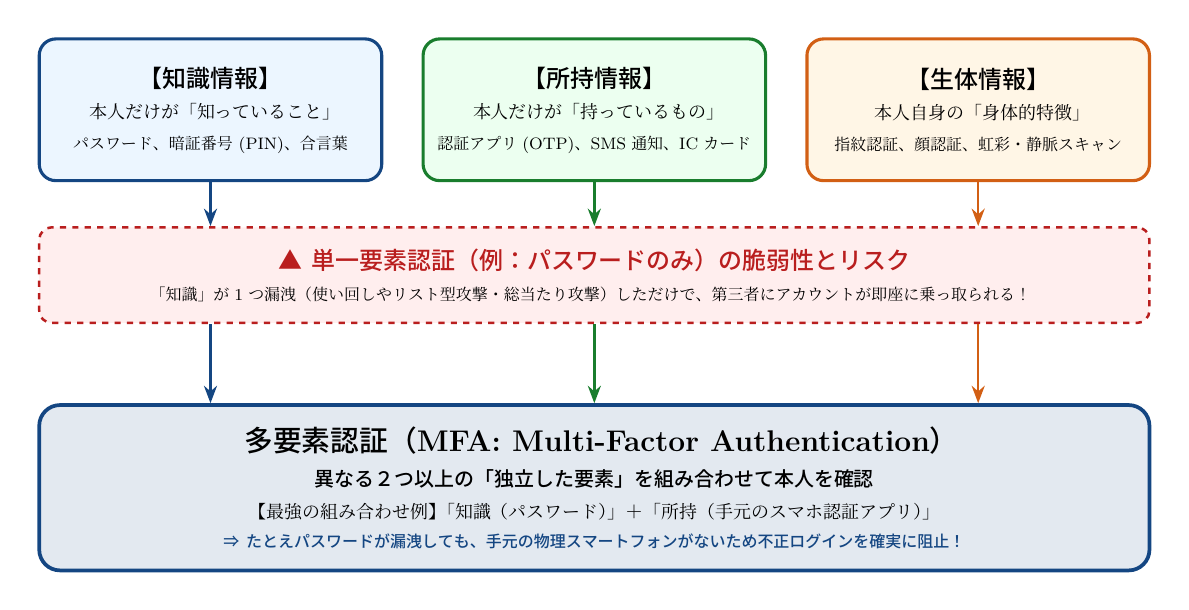 【知識情報】
本人だけが「知っていること」
パスワード、暗証番号 (PIN)、合言葉
【所持情報】
本人だけが「持っているもの」
認証アプリ (OTP)、SMS 通知、IC カード
【生体情報】
本人自身の「身体的特徴」
指紋認証、顔認証、虹彩・静脈スキャン
▲ 単一要素認証（例：パスワードのみ）の脆弱性とリスク
「知識」が 1 つ漏洩（使い回しやリスト型攻撃・総当たり攻撃）しただけで、第三者にアカウントが即座に乗っ取られる！
多要素認証（MFA: Multi-Factor Authentication）
異なる２つ以上の「独立した要素」を組み合わせて本人を確認
【最強の組み合わせ例】「知識（パスワード）」＋「所持（手元のスマホ認証アプリ）」
⇒ たとえパスワードが漏洩しても、手元の物理スマートフォンがないため不正ログインを確実に阻止！